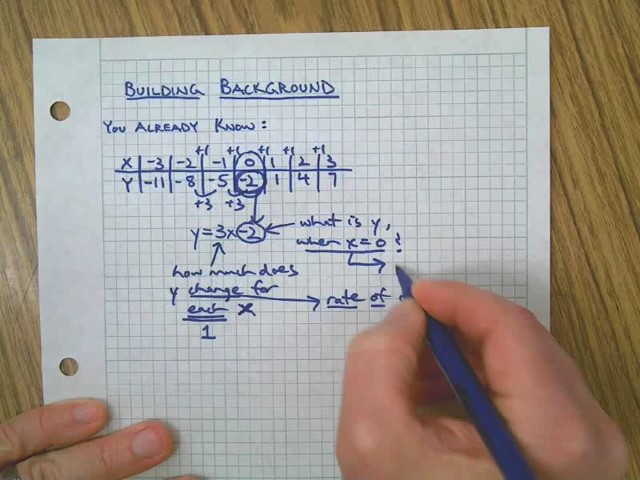 BUILDING BACKGROUND
YOU ALREADY KNOW:
+1 +1 +1 +1 +1
X -3 -2 -1 0 1 2 3
Y -11 -8 -5 -2 1 4 7
+3 +3
y=3x-2
what is y,
when x=0?
how much does
y change for
each x
1
rate of